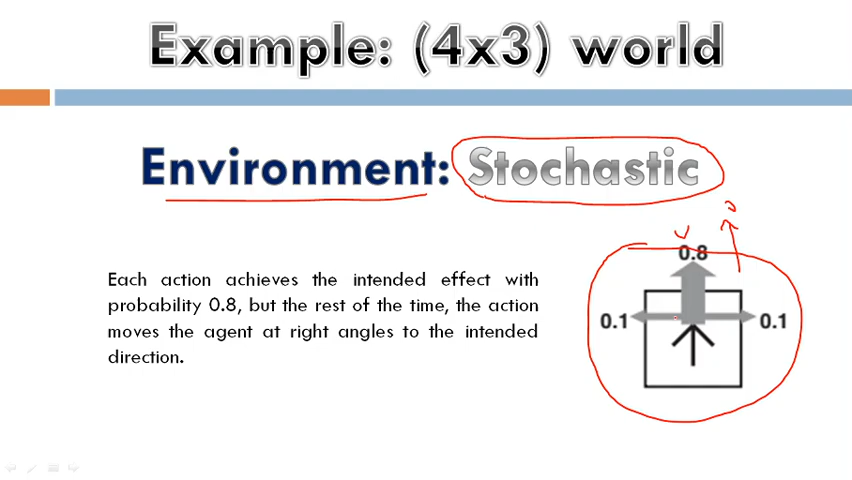 Example: (4x3) world
Environment: Stochastic
Each action achieves the intended effect with
probability 0.8, but the rest of the time, the action
moves the agent at right angles to the intended
direction.
0.8
0.1
0.1